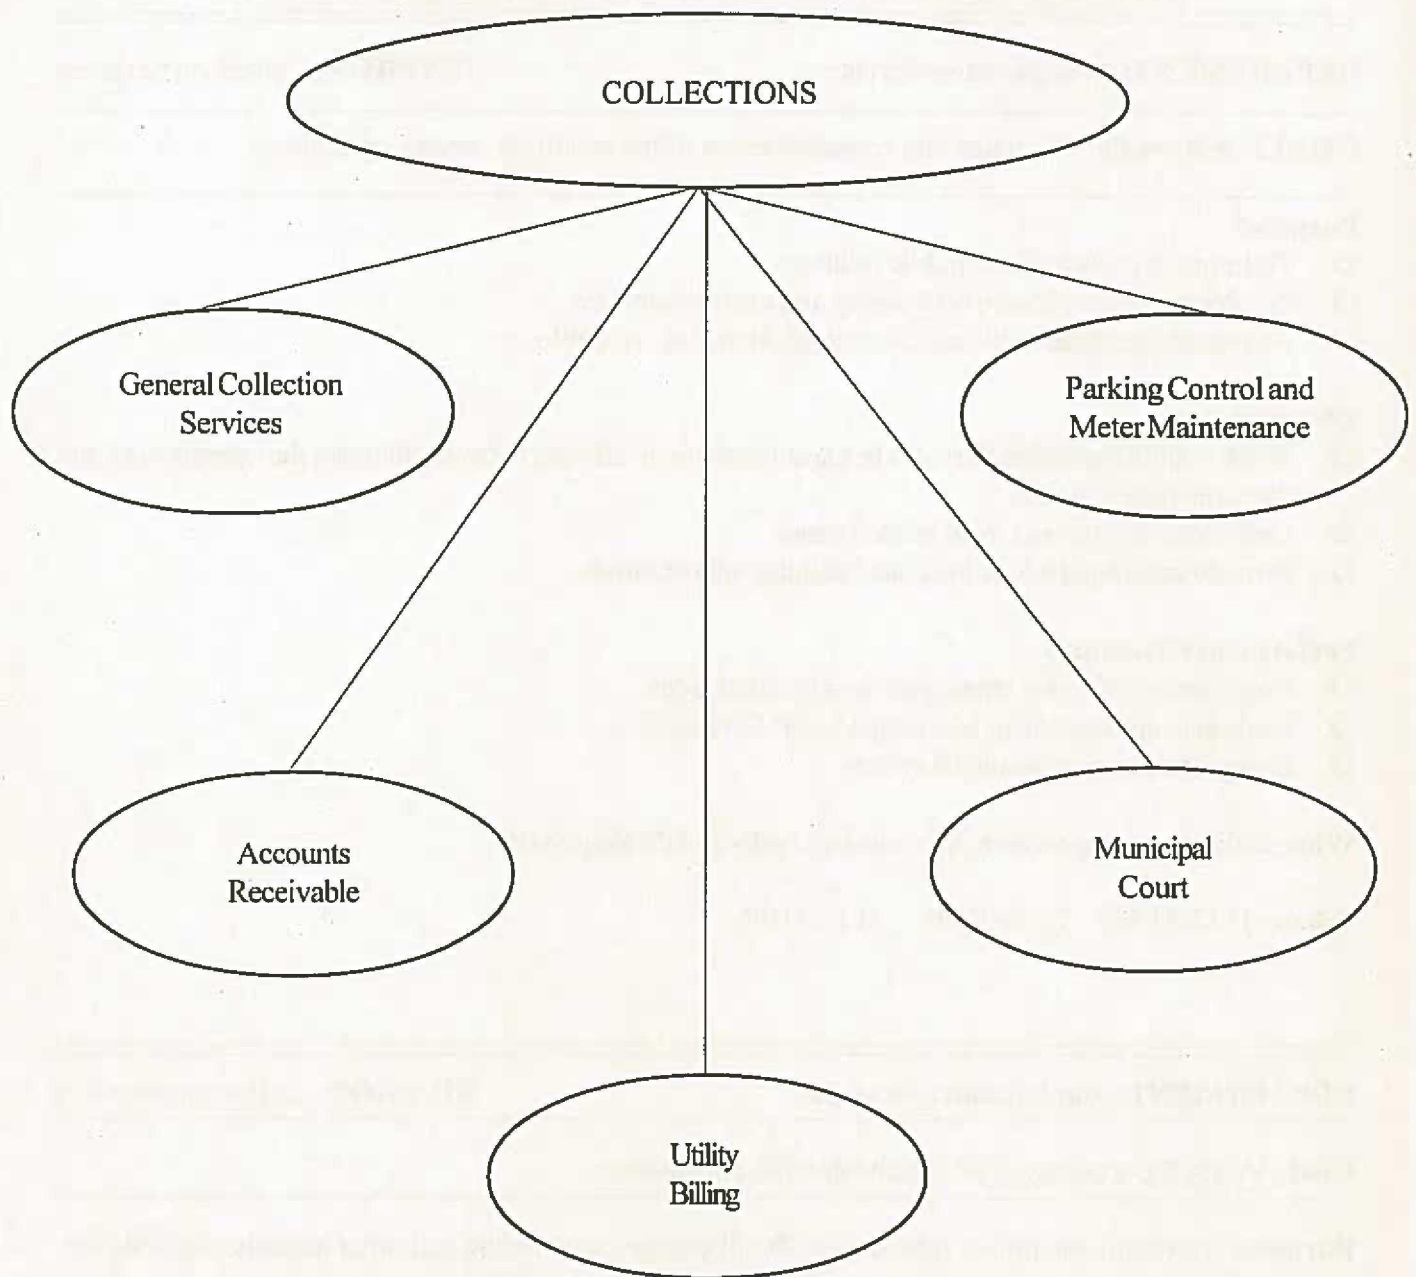 COLLECTIONS
General Collection
Services
Parking Control and
Meter Maintenance
Accounts
Receivable
Municipal
Court
Utility
Billing